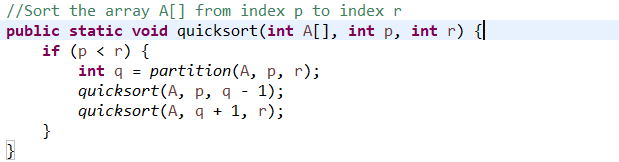 //Sort the array A[] from index p to index r
public static void quicksort(int A[], int p, int r) {
    if (p < r) {
        int q = partition(A, p, r);
        quicksort(A, p, q - 1);
        quicksort(A, q + 1, r);
    }
}